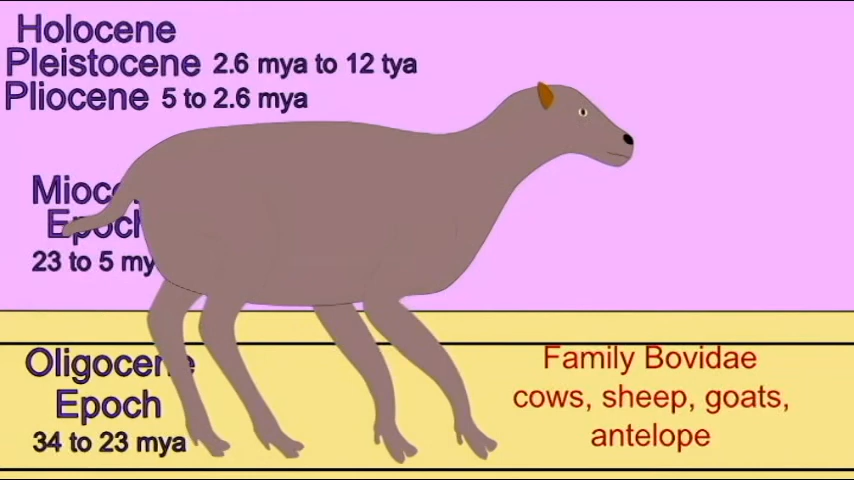 Holocene
Pleistocene 2.6 mya to 12 tya
Pliocene 5 to 2.6 mya
Epoch
23 to 5 my
Oligocene
Epoch
34 to 23 mya
Family Bovidae
cows, sheep, goats,
antelope